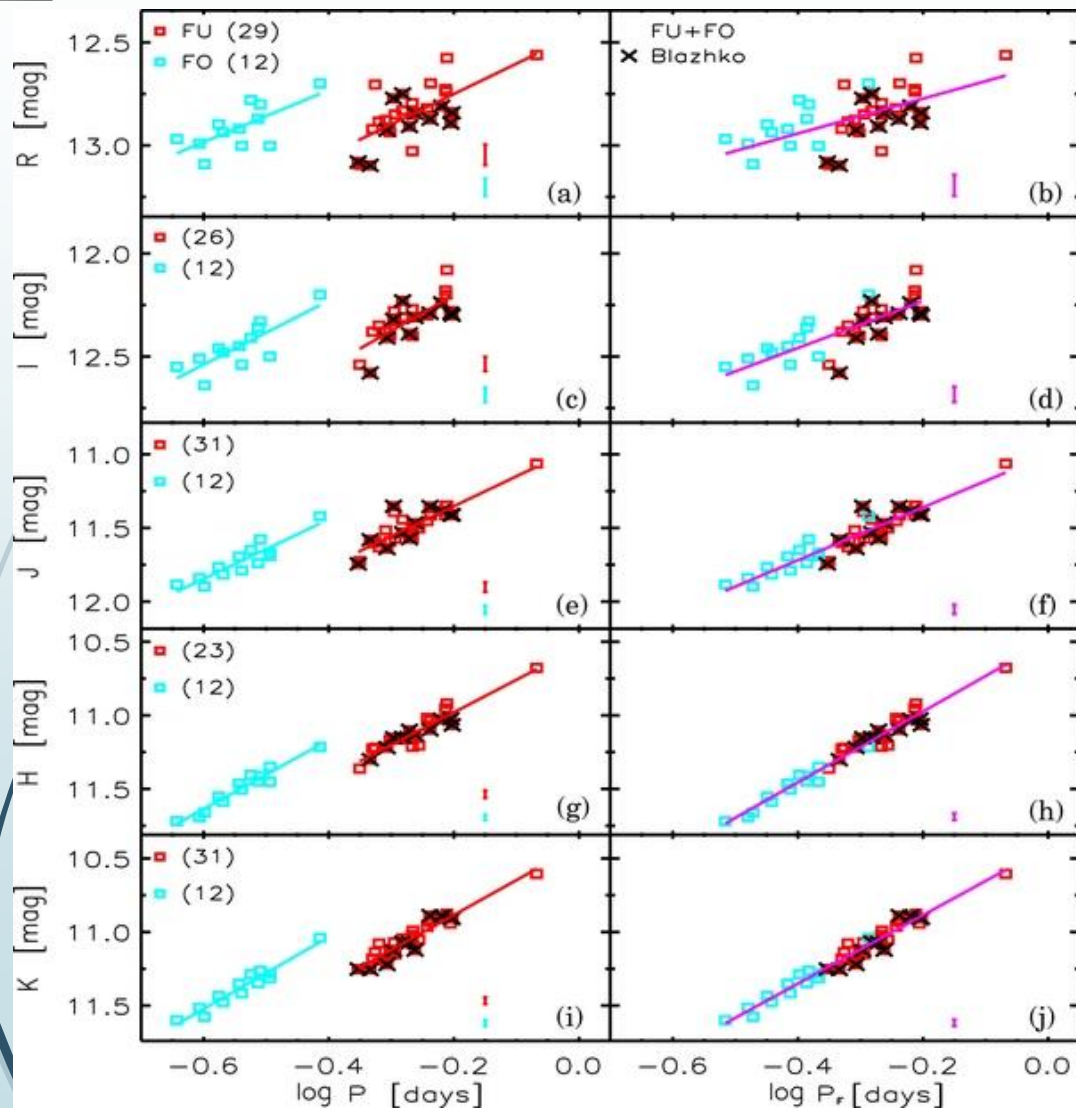 FU (29)
FO (12)
FU+FO
Blazhko
12.5
13.0
R [mag]
(a)
(b)
(26)
(12)
12.0
12.5
I [mag]
(c)
(d)
(31)
(12)
11.0
11.5
12.0
J [mag]
(e)
(f)
(23)
(12)
10.5
11.0
11.5
H [mag]
(g)
(h)
(31)
(12)
10.5
11.0
11.5
K [mag]
(i)
(j)
−0.6 −0.4 −0.2 0.0
−0.6 −0.4 −0.2 0.0
log P [days]
log P_F [days]